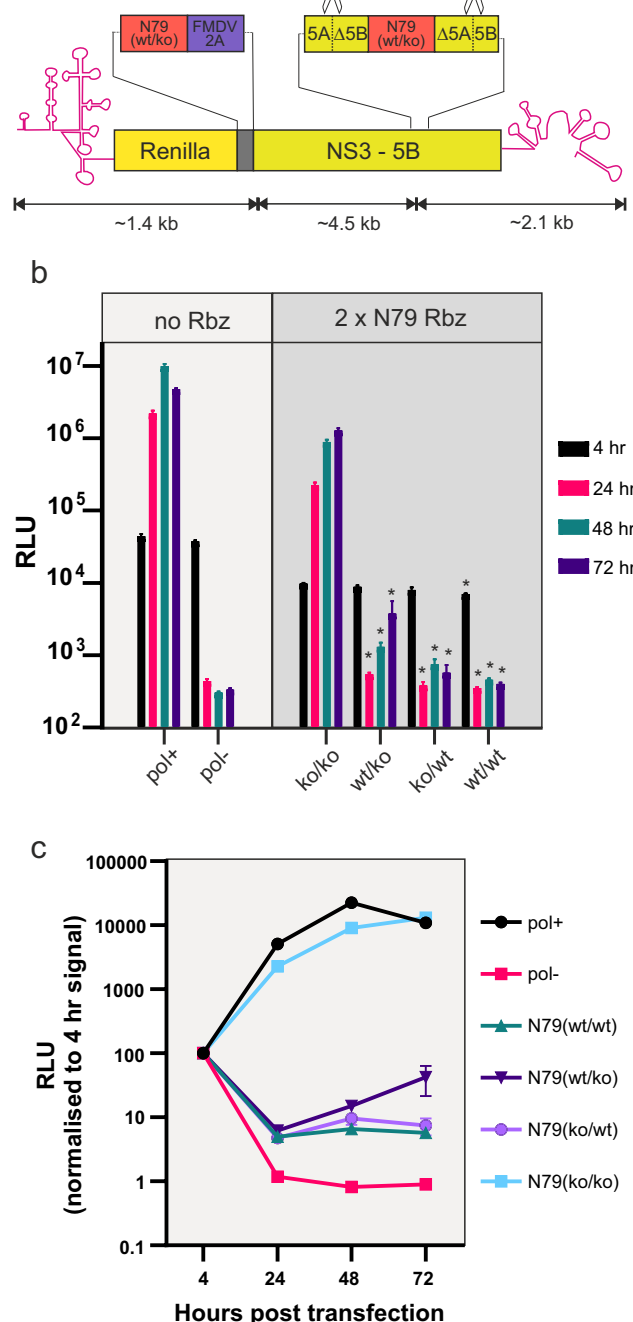 N79 (wt/ko)
FMDV 2A
5A Δ5B
N79 (wt/ko)
Δ5A 5B
Renilla
NS3 - 5B
~1.4 kb
~4.5 kb
~2.1 kb
b
no Rbz
2 x N79 Rbz
RLU
10⁷
10⁶
10⁵
10⁴
10³
10²
* * * * * * * * * *
4 hr
24 hr
48 hr
72 hr
pol+
pol-
ko/ko
wt/ko
ko/wt
wt/wt
c
RLU
(normalised to 4 hr signal)
100000
10000
1000
100
10
1
0.1
4
24
48
72
Hours post transfection
pol+
pol-
N79(wt/wt)
N79(wt/ko)
N79(ko/wt)
N79(ko/ko)